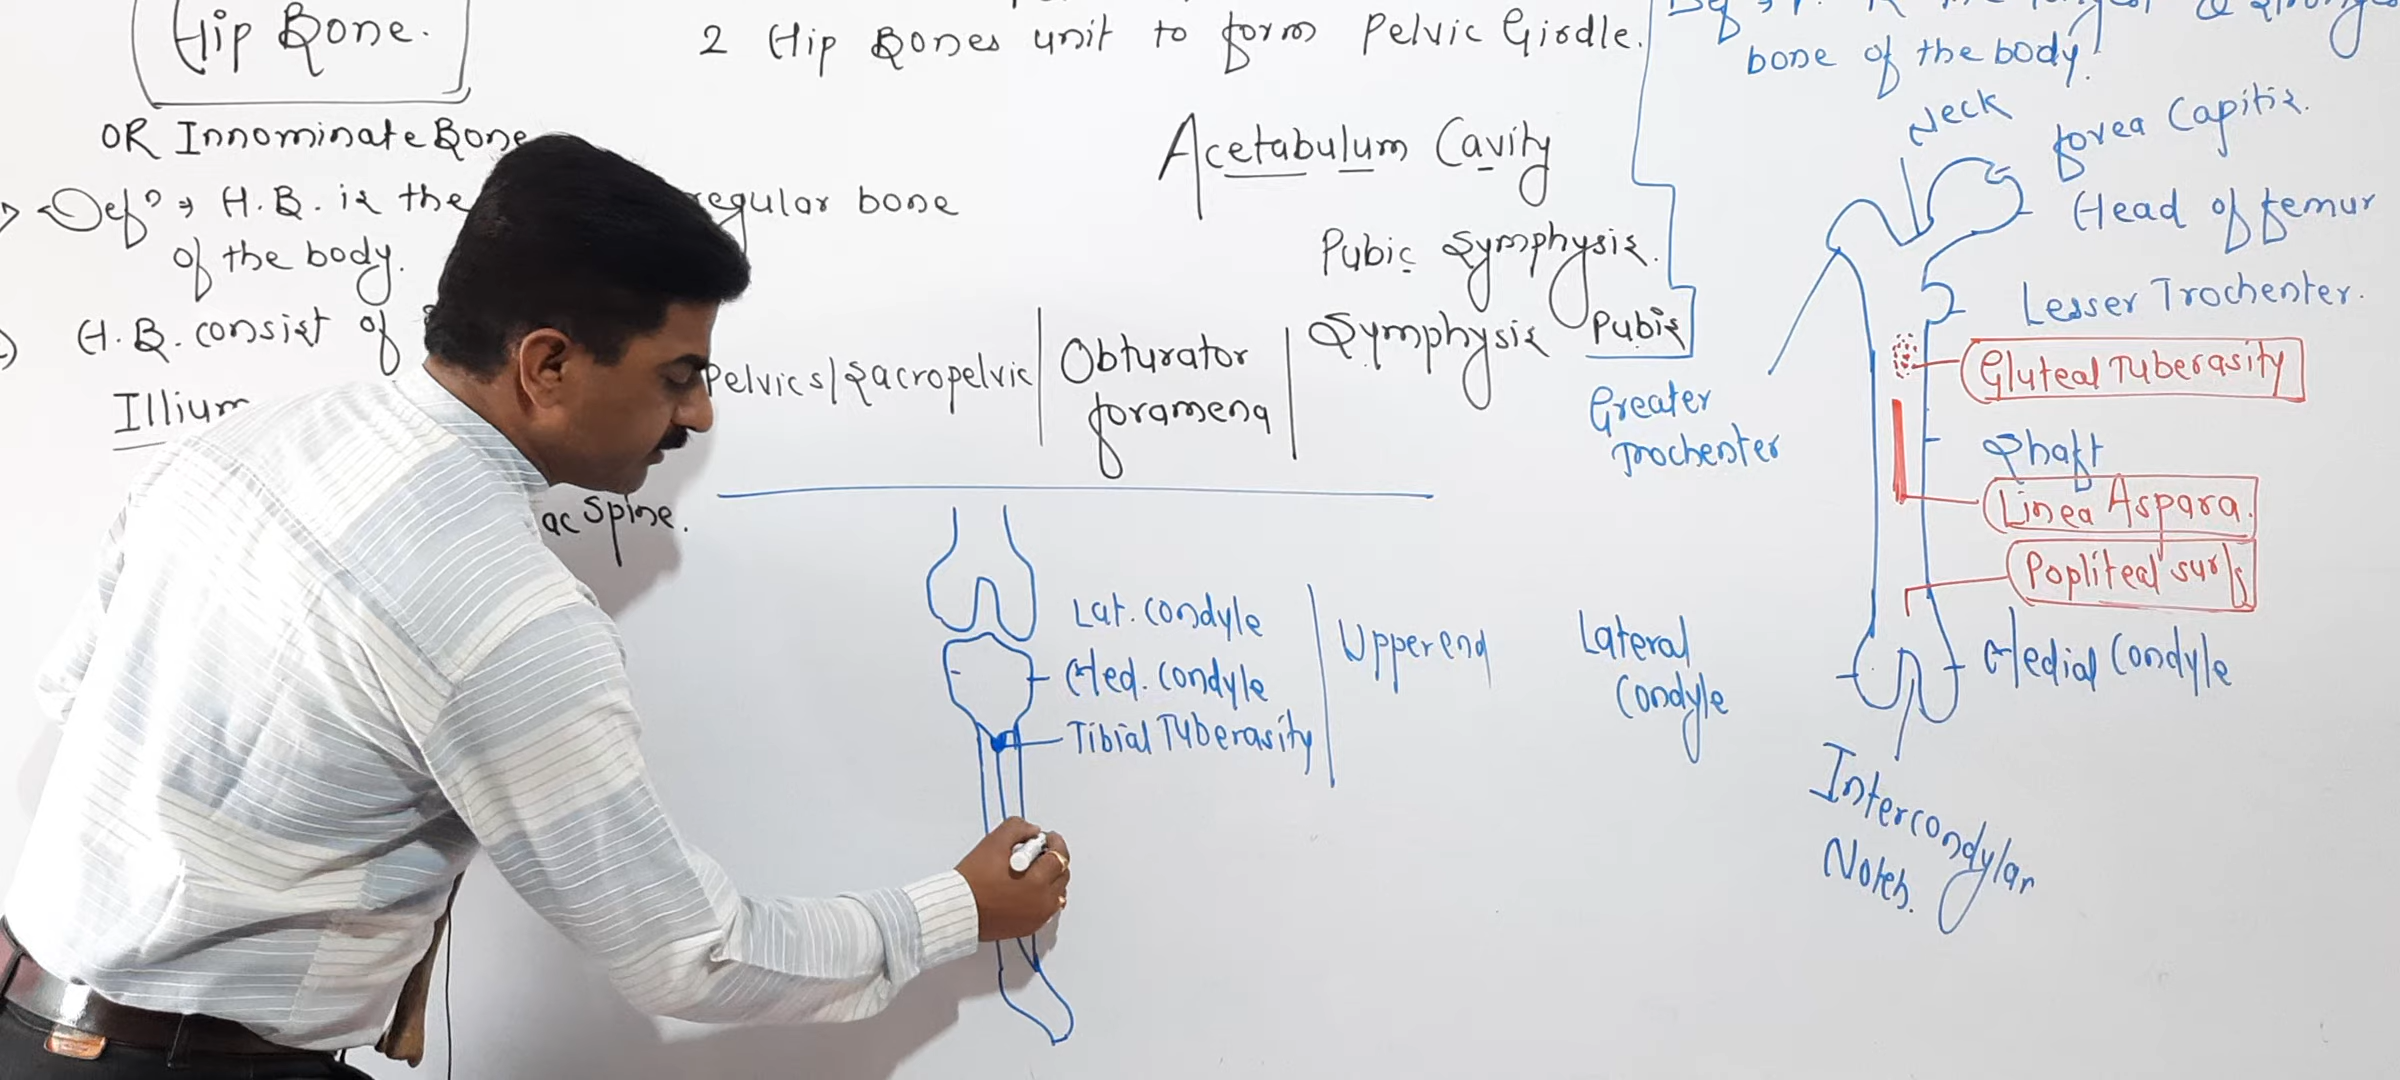 Hip Bone.
OR Innominate Bone
Defn → H.B. is the regular bone
of the body.
H.B. consist of
Illium
ac Spine.
2 Hip Bones unit to form Pelvic Girdle.
Acetabulum Cavity
Pubic Symphysis.
Symphysis Pubis
Pelvics/Sacropelvic
Obturator
foramena
Lat. Condyle
Med. Condyle
Tibial Tuberasity
Upper end
bone of the body.
Neck
fovea Capitis.
Head of femur
Lesser Trochenter.
Gluteal Tuberasity
Greater
Trochenter
Shaft
Linea Aspara.
Popliteal surfs
Lateral
Condyle
Medial Condyle
Intercondylar
Notch.